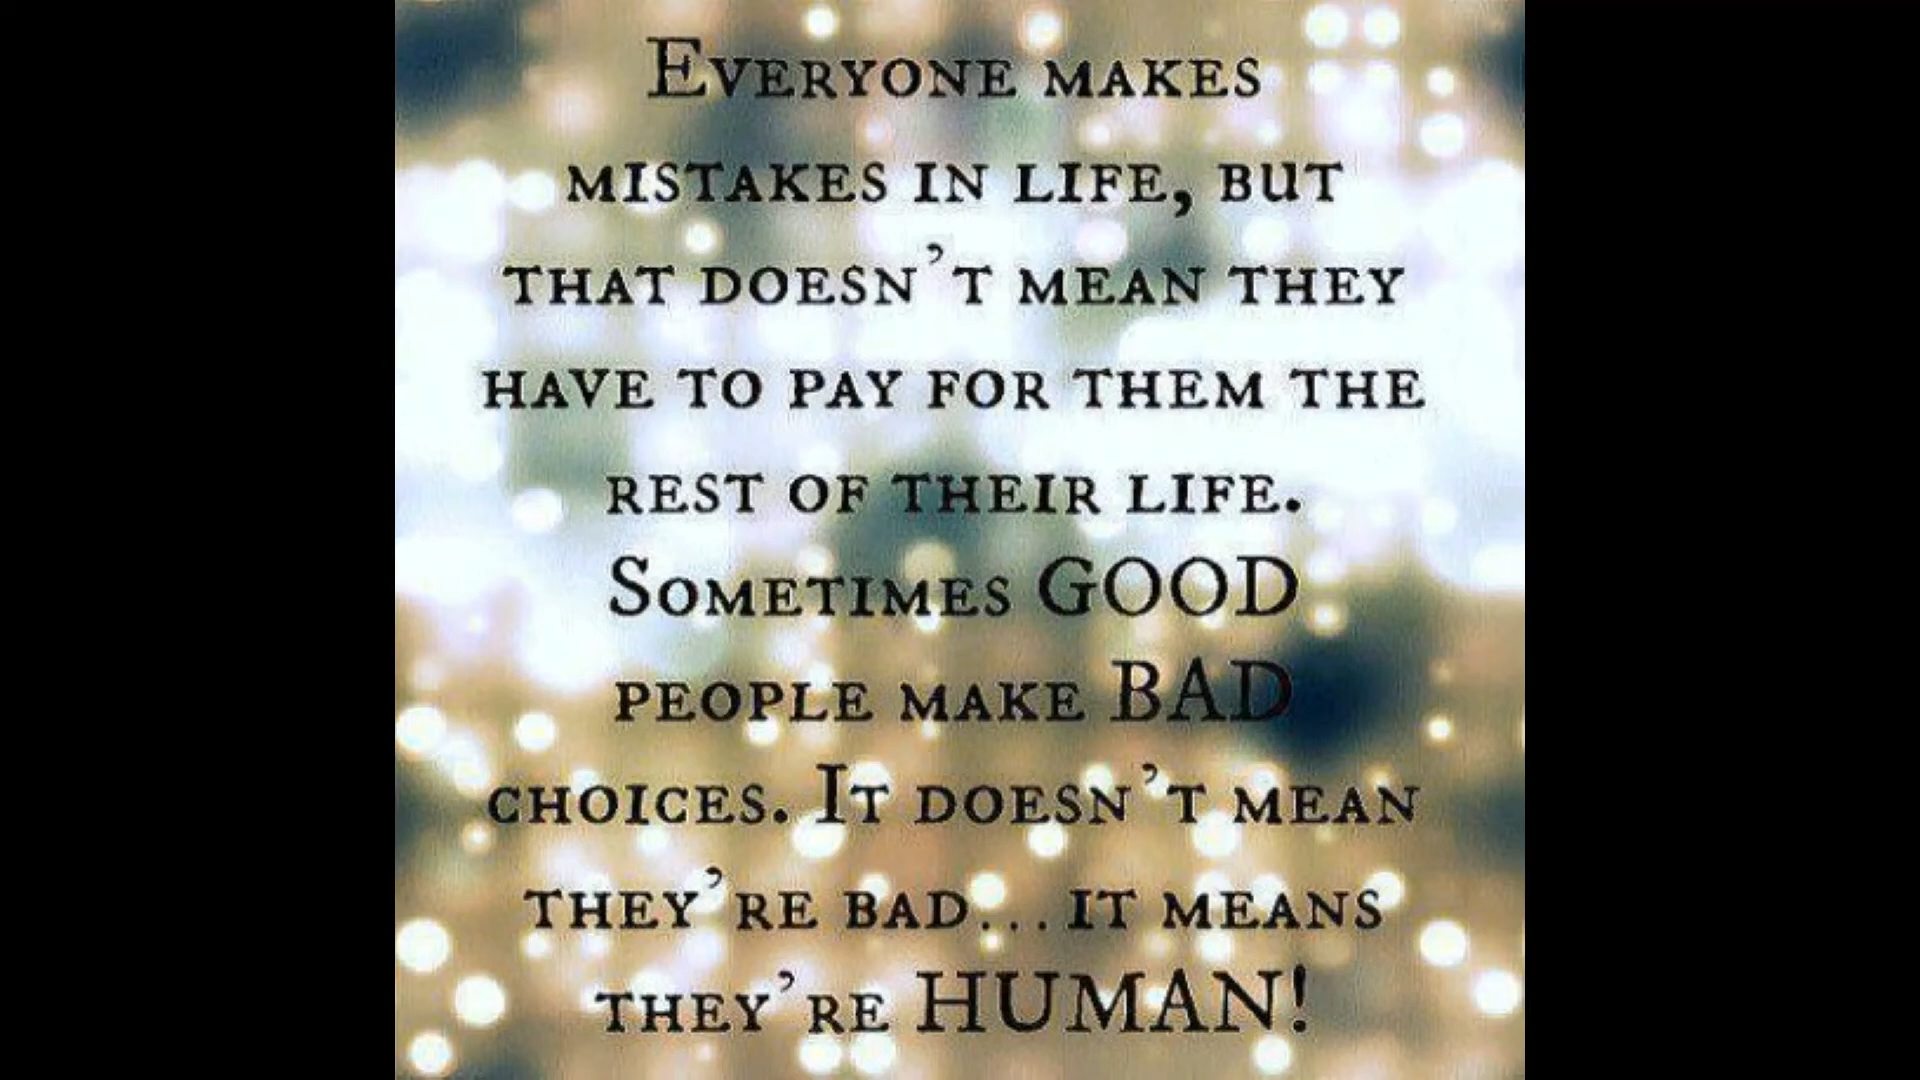 Everyone makes
mistakes in life, but
that doesn't mean they
have to pay for them the
rest of their life.
Sometimes GOOD
people make BAD
choices. It doesn't mean
they're bad...it means
they're HUMAN!